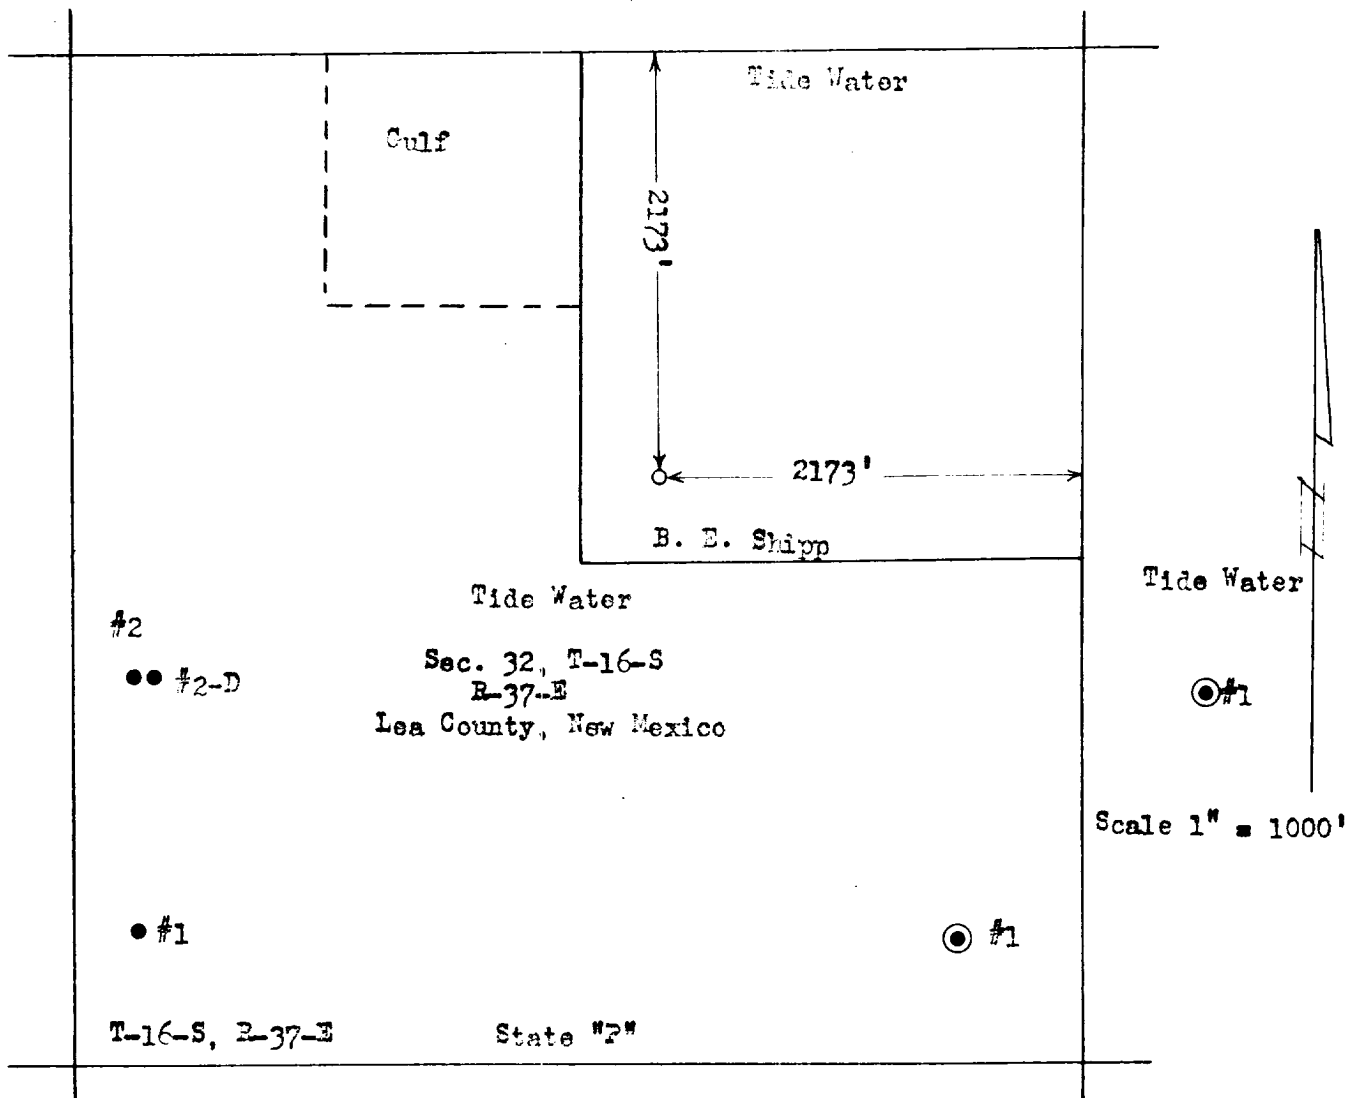 Tide Water
Gulf
2173'
2173'
B. E. Shipp
Tide Water
Tide Water
#2
Sec. 32, T-16-S
#2-D
R-37-E
#1
Lea County, New Mexico
Scale 1" = 1000'
#1
#1
T-16-S, R-37-E
State "P"